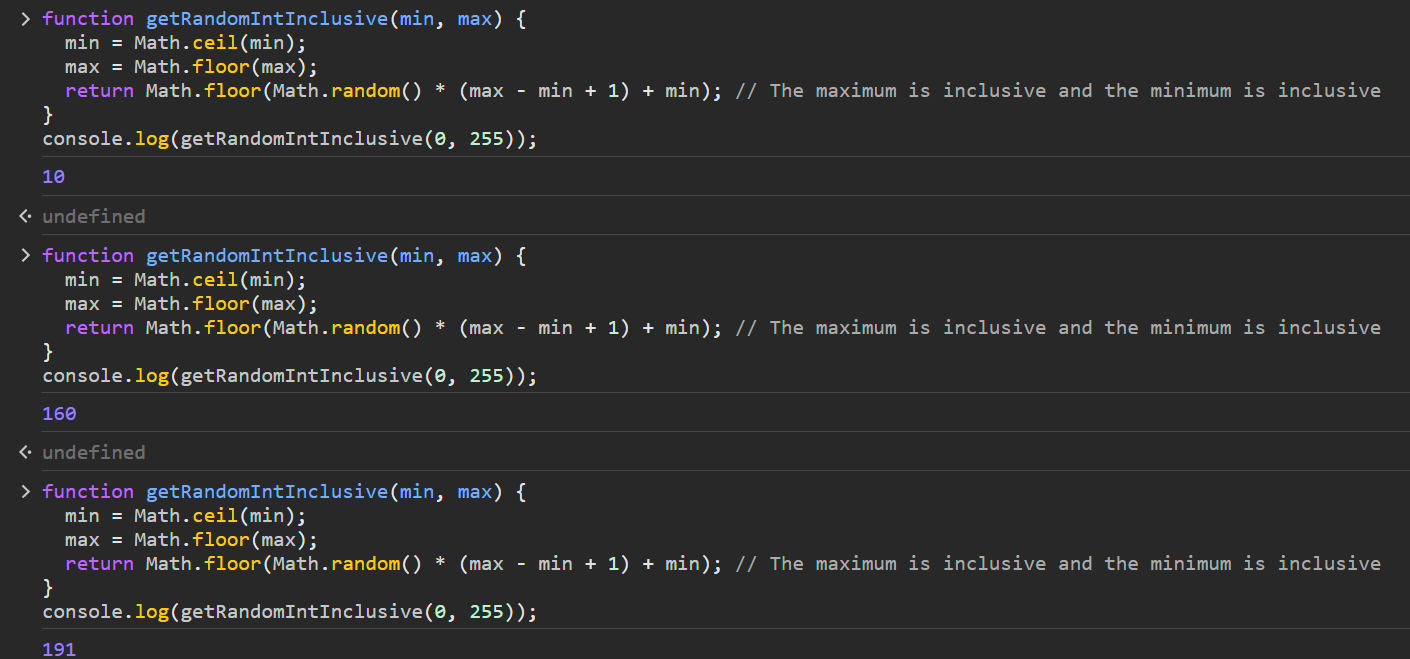 function getRandomIntInclusive(min, max) {
  min = Math.ceil(min);
  max = Math.floor(max);
  return Math.floor(Math.random() * (max - min + 1) + min); // The maximum is inclusive and the minimum is inclusive
}
console.log(getRandomIntInclusive(0, 255));
10
undefined
function getRandomIntInclusive(min, max) {
  min = Math.ceil(min);
  max = Math.floor(max);
  return Math.floor(Math.random() * (max - min + 1) + min); // The maximum is inclusive and the minimum is inclusive
}
console.log(getRandomIntInclusive(0, 255));
160
undefined
function getRandomIntInclusive(min, max) {
  min = Math.ceil(min);
  max = Math.floor(max);
  return Math.floor(Math.random() * (max - min + 1) + min); // The maximum is inclusive and the minimum is inclusive
}
console.log(getRandomIntInclusive(0, 255));
191